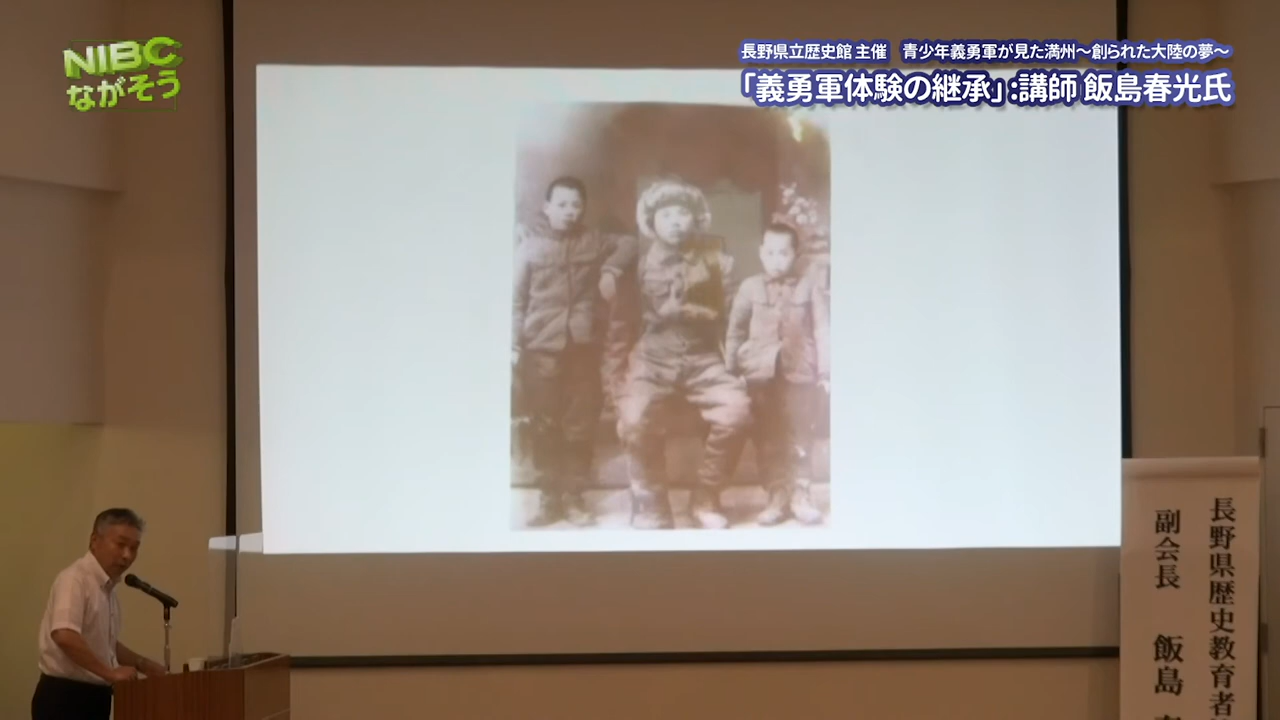 NIBC
ながそう
長野県立歴史館 主催 青少年義勇軍が見た満州～創られた大陸の夢～
「義勇軍体験の継承」:講師 飯島春光氏
長野県歴史教育者
副会長 飯島